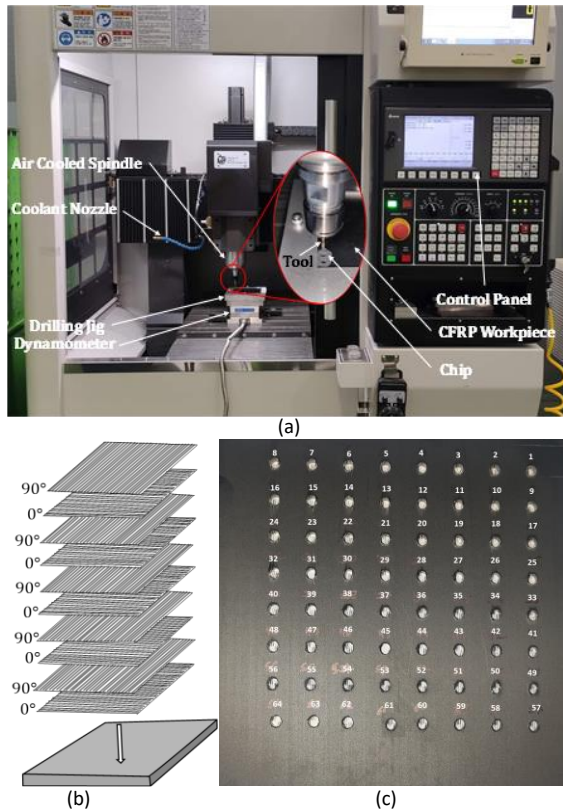 Air Cooled Spindle
Coolant Nozzle
Tool
Control Panel
Drilling Jig
CFRP Workpiece
Dynamometer
Chip
(a)
90°
0°
90°
0°
90°
0°
90°
0°
90°
0°
(b)
8 7 6 5 4 3 2 1
16 15 14 13 12 11 10 9
24 23 22 21 20 19 18 17
32 31 30 29 28 27 26 25
40 39 38 37 36 35 34 33
48 47 46 45 44 43 42 41
56 55 54 53 52 51 50 49
64 63 62 61 60 59 58 57
(c)